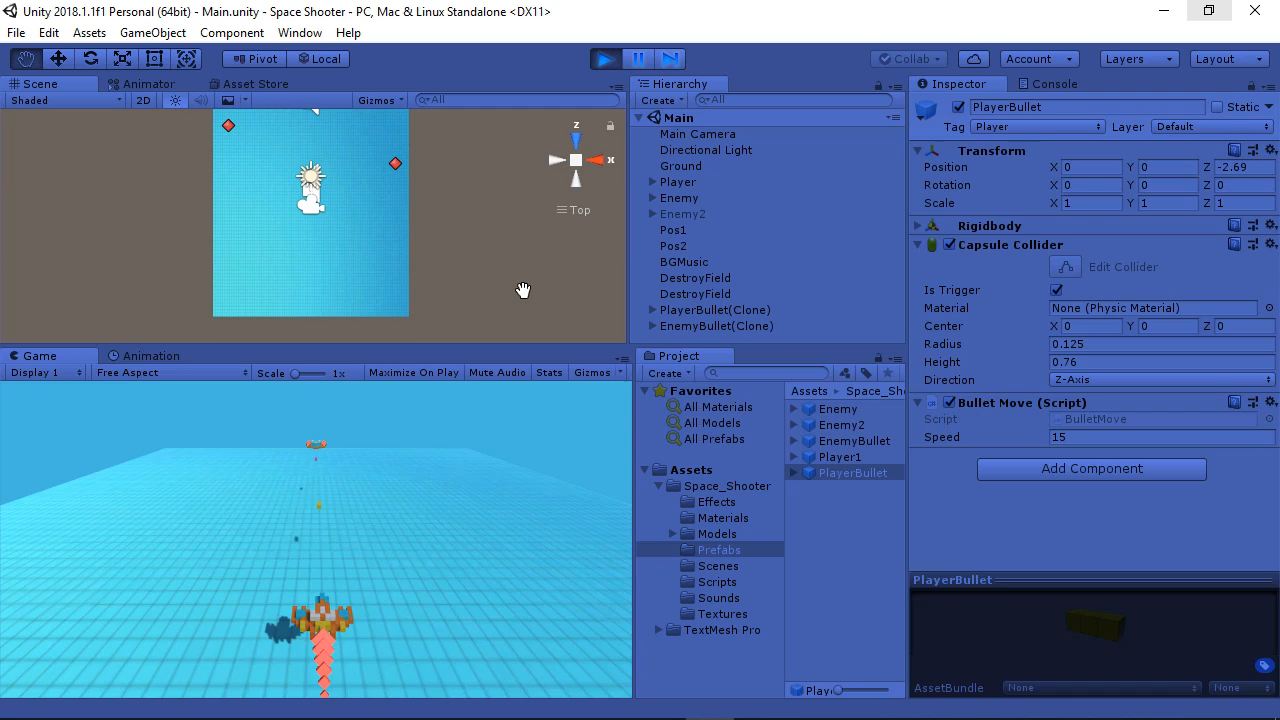 Unity 2018.1.1f1 Personal (64bit) - Main.unity - Space Shooter - PC, Mac & Linux Standalone <DX11>
File Edit Assets GameObject Component Window Help
Pivot Local Collab Account Layers Layout
Scene Animator Asset Store
Shaded 2D Gizmos All
z
x
Top
Hierarchy
Create All
Main
Main Camera
Directional Light
Ground
Player
Enemy
Enemy2
Pos1
Pos2
BGMusic
DestroyField
DestroyField
PlayerBullet(Clone)
EnemyBullet(Clone)
Inspector Console
PlayerBullet Static
Tag Player Layer Default
Transform
Position X 0 Y 0 Z -2.69
Rotation X 0 Y 0 Z 0
Scale X 1 Y 1 Z 1
Rigidbody
Capsule Collider
Edit Collider
Is Trigger
Material None (Physic Material)
Center X 0 Y 0 Z 0
Radius 0.125
Height 0.76
Direction Z-Axis
Bullet Move (Script)
Script BulletMove
Speed 15
Add Component
PlayerBullet
AssetBundle None None
Game Animation
Display 1 Free Aspect Scale 1x Maximize On Play Mute Audio Stats Gizmos
Project
Create
Favorites
All Materials
All Models
All Prefabs
Assets
Space_Shooter
Effects
Materials
Models
Prefabs
Scenes
Scripts
Sounds
Textures
TextMesh Pro
Assets Space_Sho
Enemy
Enemy2
EnemyBullet
Player1
PlayerBullet
Play